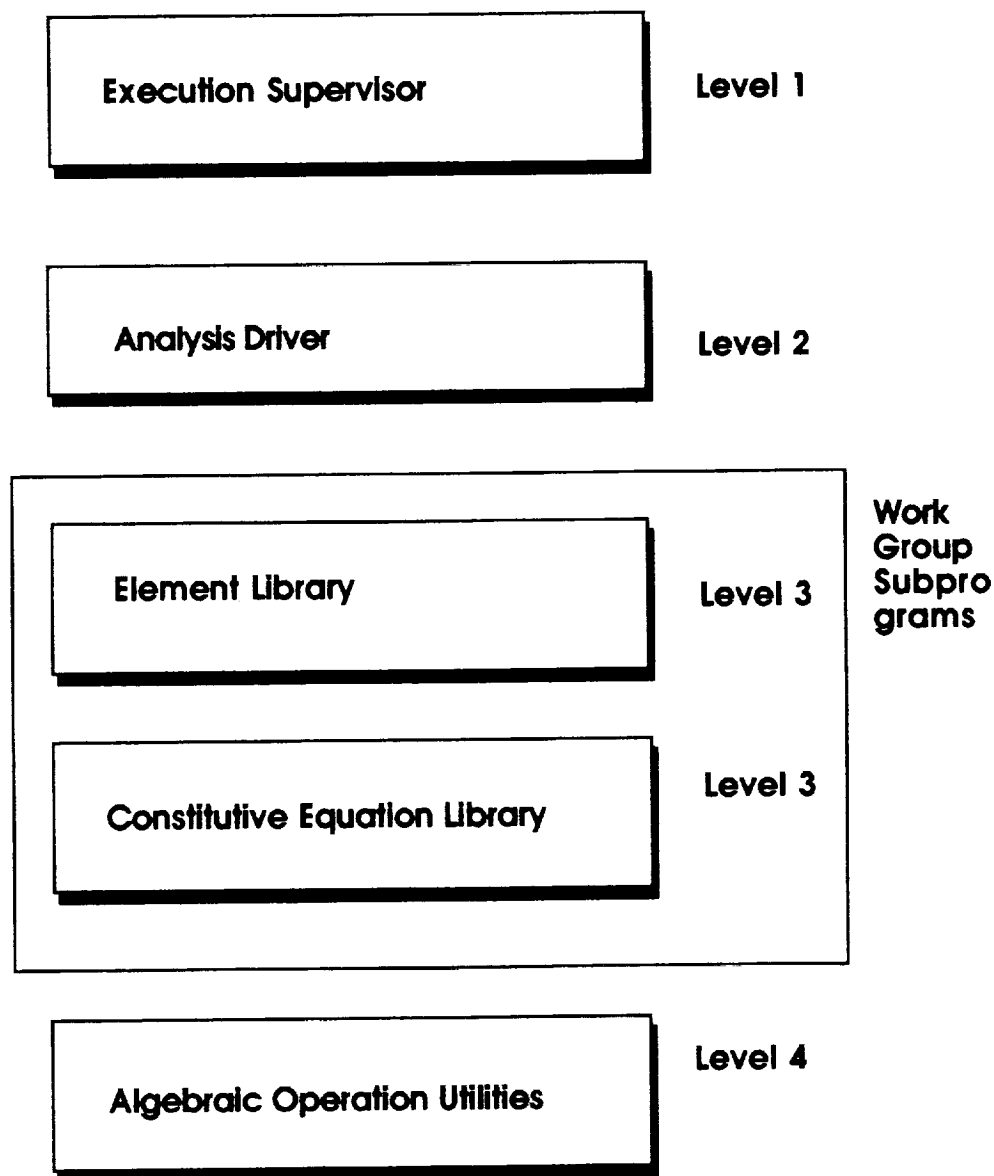 Execution Supervisor
Level 1
Analysis Driver
Level 2
Work
Group
Subpro
grams
Element Library
Level 3
Constitutive Equation Library
Level 3
Algebraic Operation Utilities
Level 4